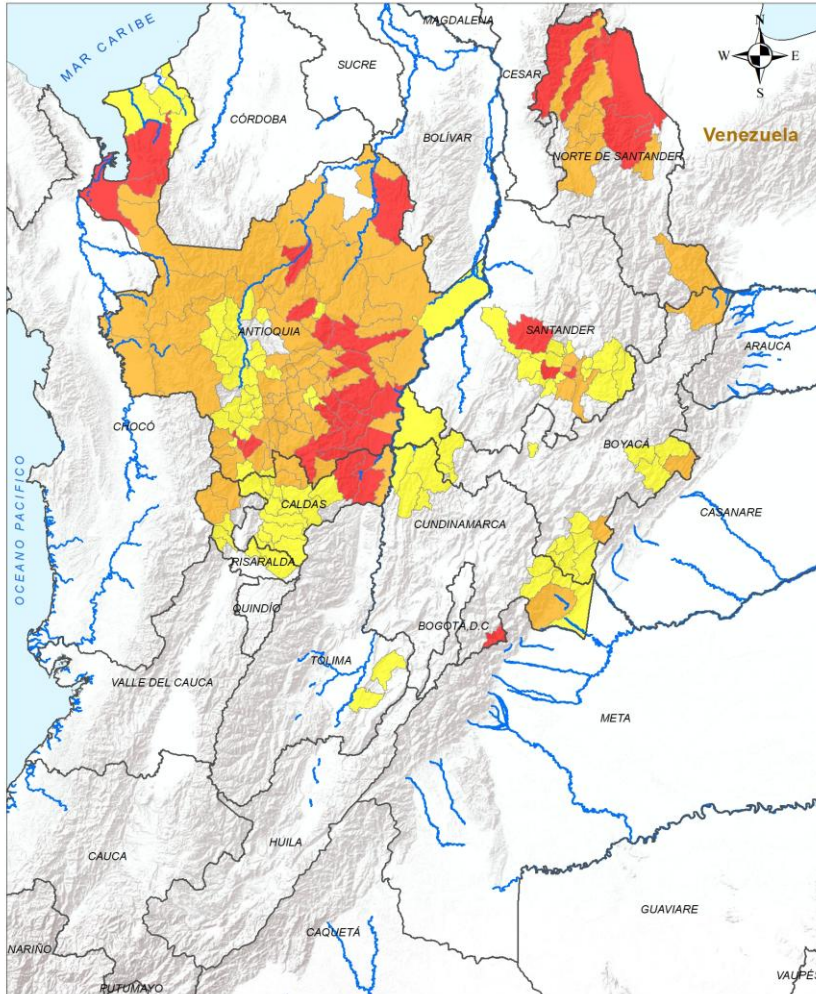 MAGDALENA
N
MAR CARIBE
SUCRE
CESAR
W
E
S
CÓRDOBA
BOLÍVAR
Venezuela
NORTE DE SANTANDER
ANTIOQUIA
SANTANDER
ARAUCA
CHOCÓ
BOYACÁ
OCEANO PACIFICO
CALDAS
CUNDINAMARCA
CASANARE
RISARALDA
QUINDÍO
BOGOTÁ,D.C
TOLIMA
VALLE DEL CAUCA
META
HUILA
CAUCA
GUAVIARE
CAQUETÁ
NARIÑO
VAUPÉS
PUTUMAYO